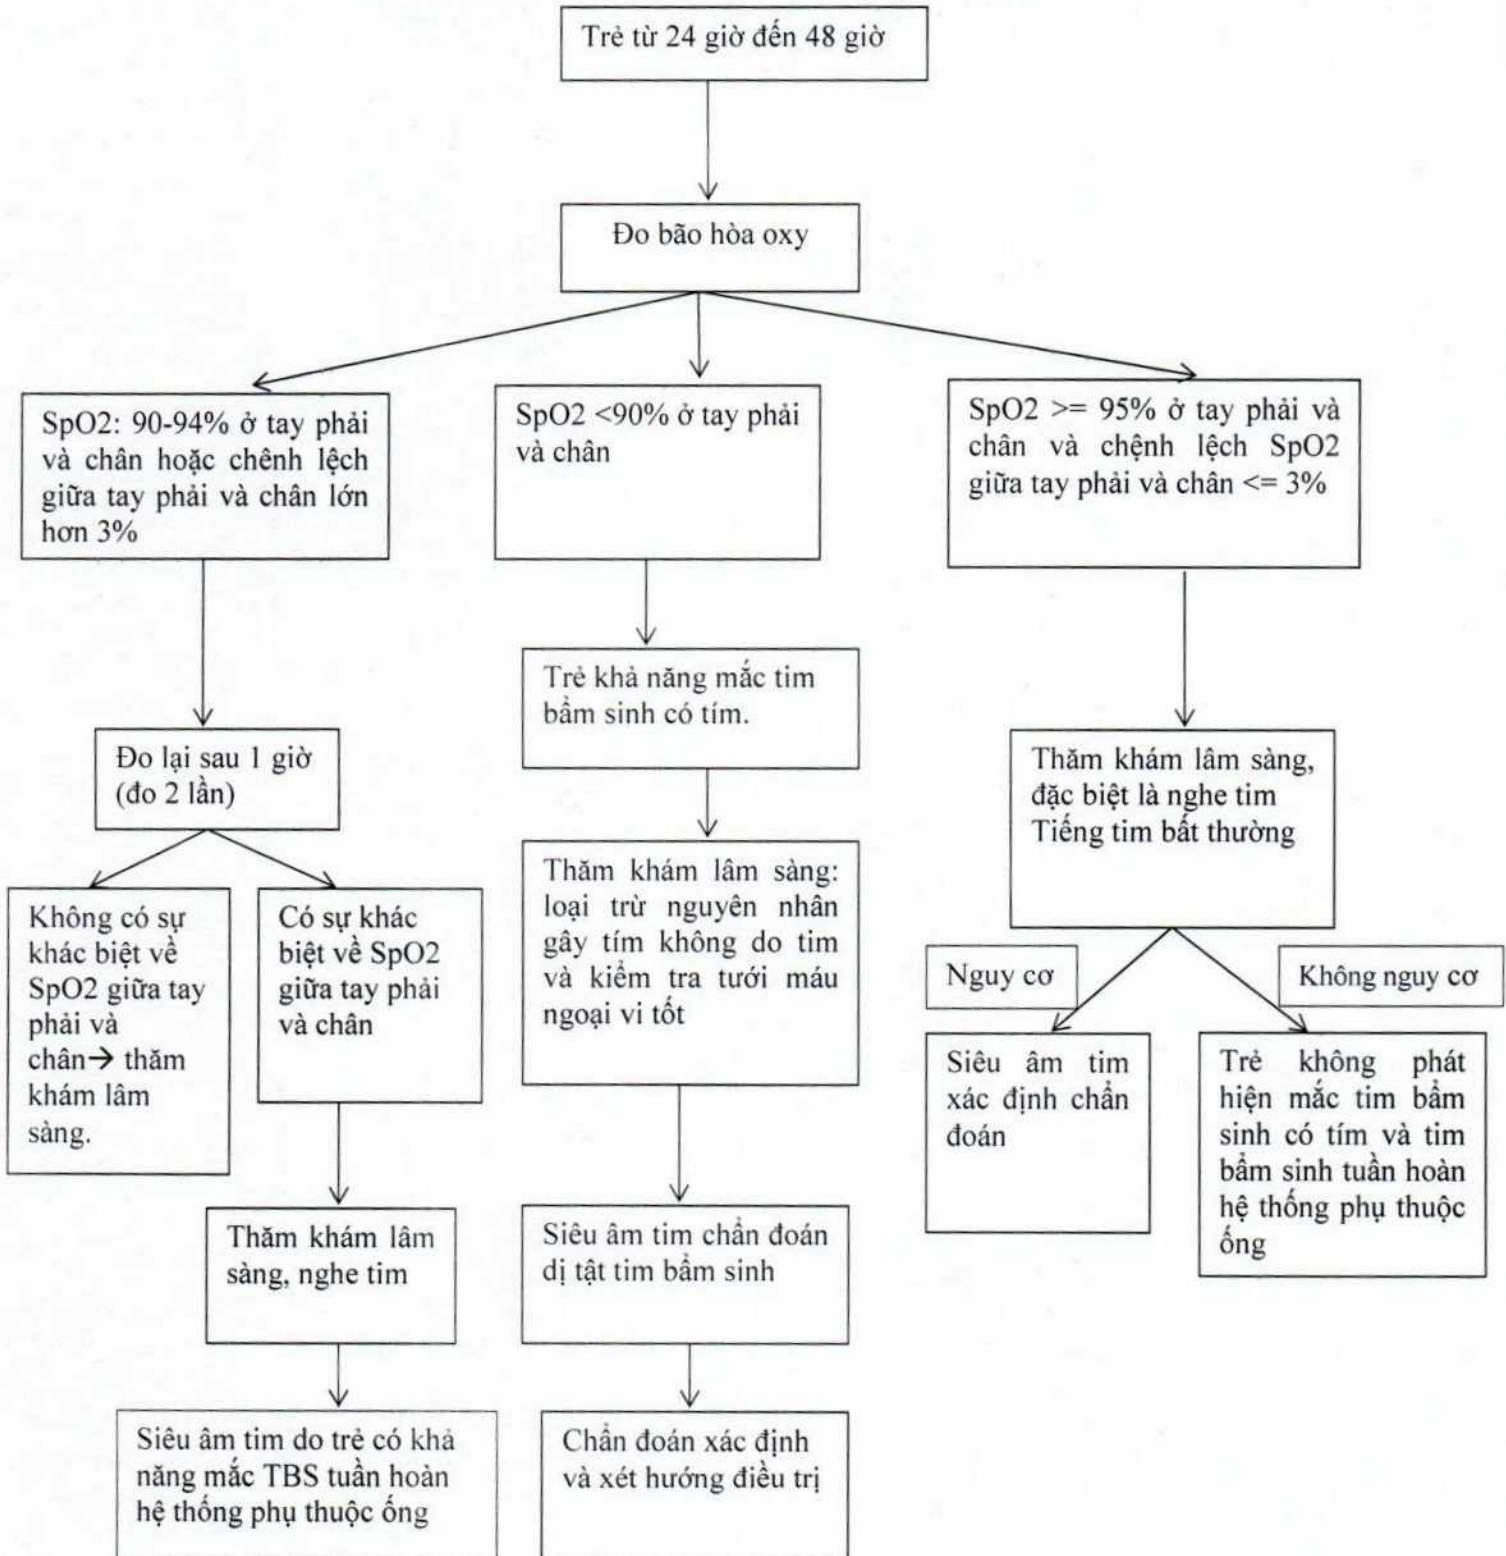 Trẻ từ 24 giờ đến 48 giờ
Đo bão hòa oxy
SpO2: 90-94% ở tay phải
và chân hoặc chênh lệch
giữa tay phải và chân lớn
hơn 3%
SpO2 <90% ở tay phải
và chân
SpO2 >= 95% ở tay phải và
chân và chệnh lệch SpO2
giữa tay phải và chân <= 3%
Trẻ khả năng mắc tim
bẩm sinh có tím.
Đo lại sau 1 giờ
(đo 2 lần)
Thăm khám lâm sàng,
đặc biệt là nghe tim
Tiếng tim bất thường
Không có sự
khác biệt về
SpO2 giữa tay
phải và
chân→ thăm
khám lâm
sàng.
Có sự khác
biệt về SpO2
giữa tay phải
và chân
Thăm khám lâm sàng:
loại trừ nguyên nhân
gây tím không do tim
và kiểm tra tưới máu
ngoại vi tốt
Nguy cơ
Không nguy cơ
Siêu âm tim
xác định chẩn
đoán
Trẻ không phát
hiện mắc tim bẩm
sinh có tím và tim
bẩm sinh tuần hoàn
hệ thống phụ thuộc
ống
Thăm khám lâm
sàng, nghe tim
Siêu âm tim chẩn đoán
dị tật tim bẩm sinh
Siêu âm tim do trẻ có khả
năng mắc TBS tuần hoàn
hệ thống phụ thuộc ống
Chẩn đoán xác định
và xét hướng điều trị